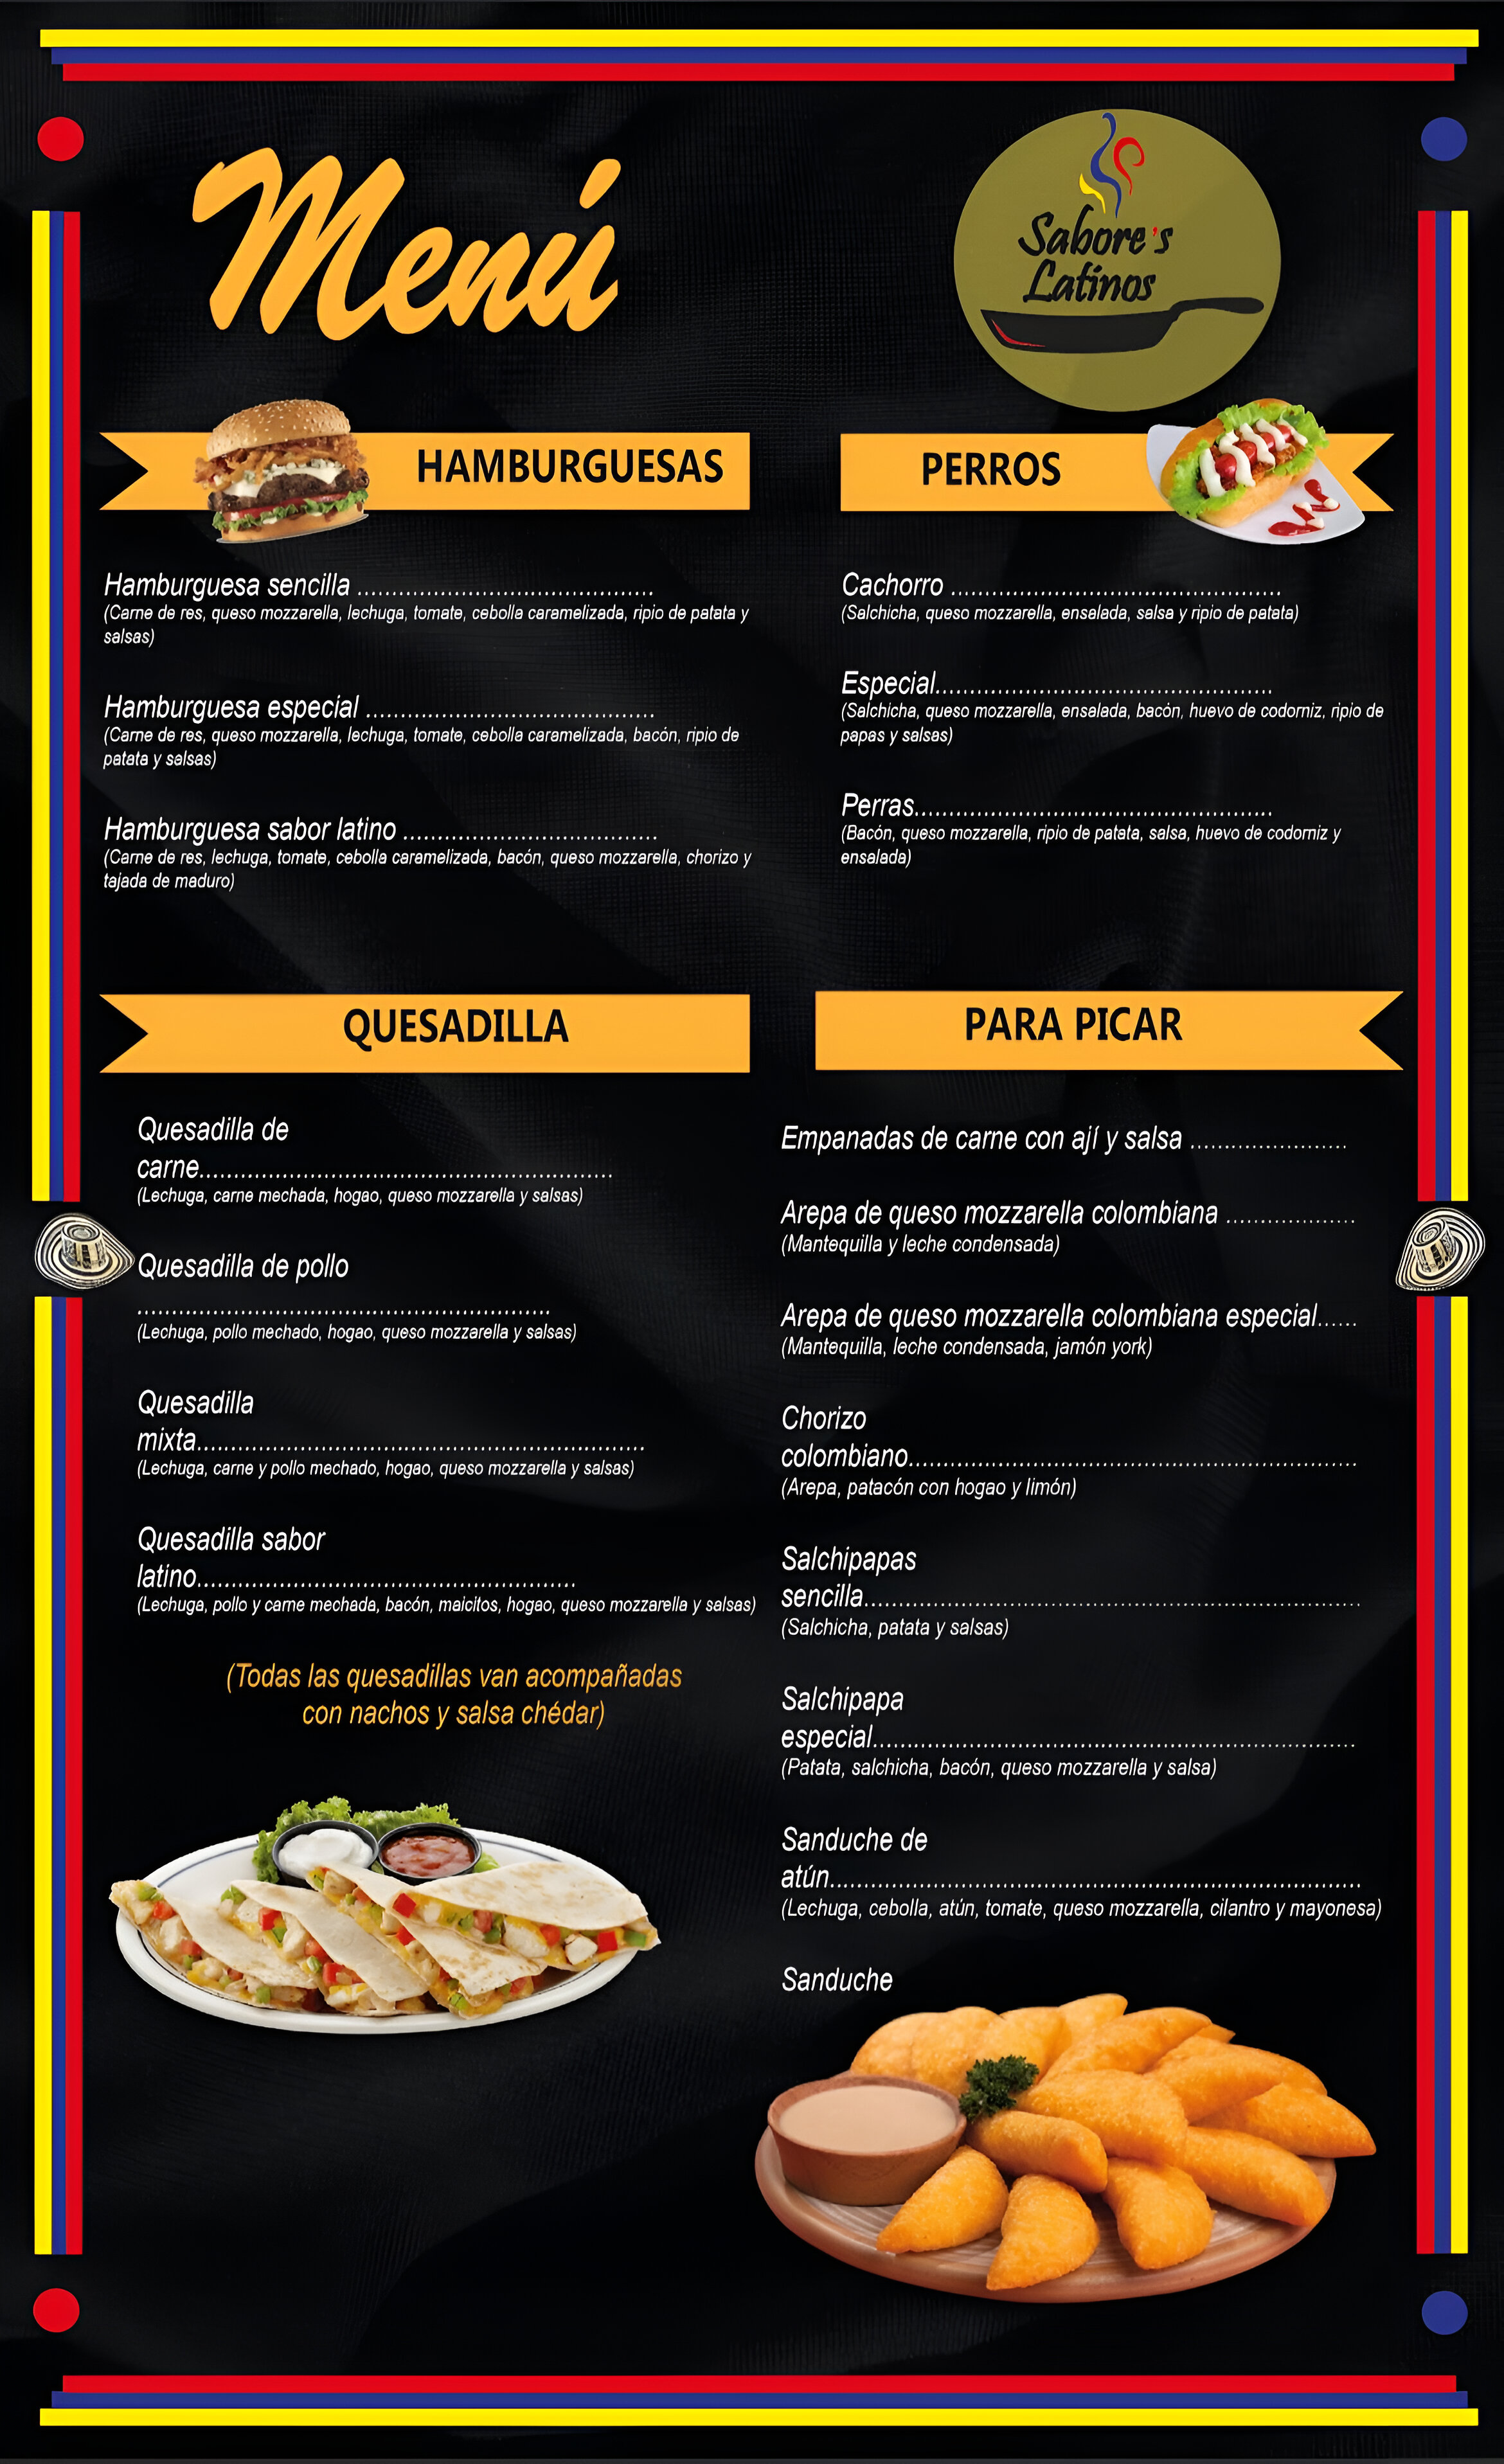 Menú
Sabore's
Latinos
HAMBURGUESAS
Hamburguesa sencilla ...........................................
(Carne de res, queso mozzarella, lechuga, tomate, cebolla caramelizada, ripio de patata y
salsas)
Hamburguesa especial ..........................................
(Carne de res, queso mozzarella, lechuga, tomate, cebolla caramelizada, bacón, ripio de
patata y salsas)
Hamburguesa sabor latino .....................................
(Carne de res, lechuga, tomate, cebolla caramelizada, bacón, queso mozzarella, chorizo y
tajada de maduro)
PERROS
Cachorro ................................................
(Salchicha, queso mozzarella, ensalada, salsa y ripio de patata)
Especial.................................................
(Salchicha, queso mozzarella, ensalada, bacón, huevo de codorniz, ripio de
papas y salsas)
Perras....................................................
(Bacón, queso mozzarella, ripio de patata, salsa, huevo de codorniz y
ensalada)
QUESADILLA
Quesadilla de
carne............................................................
(Lechuga, carne mechada, hogao, queso mozzarella y salsas)
Quesadilla de pollo
............................................................
(Lechuga, pollo mechado, hogao, queso mozzarella y salsas)
Quesadilla
mixta.................................................................
(Lechuga, carne y pollo mechado, hogao, queso mozzarella y salsas)
Quesadilla sabor
latino.......................................................
(Lechuga, pollo y carne mechada, bacón, maicitos, hogao, queso mozzarella y salsas)
(Todas las quesadillas van acompañadas
con nachos y salsa chédar)
PARA PICAR
Empanadas de carne con ají y salsa .......................
Arepa de queso mozzarella colombiana ...................
(Mantequilla y leche condensada)
Arepa de queso mozzarella colombiana especial......
(Mantequilla, leche condensada, jamón york)
Chorizo
colombiano.................................................................
(Arepa, patacón con hogao y limón)
Salchipapas
sencilla........................................................................
(Salchicha, patata y salsas)
Salchipapa
especial......................................................................
(Patata, salchicha, bacón, queso mozzarella y salsa)
Sanduche de
atún.............................................................................
(Lechuga, cebolla, atún, tomate, queso mozzarella, cilantro y mayonesa)
Sanduche